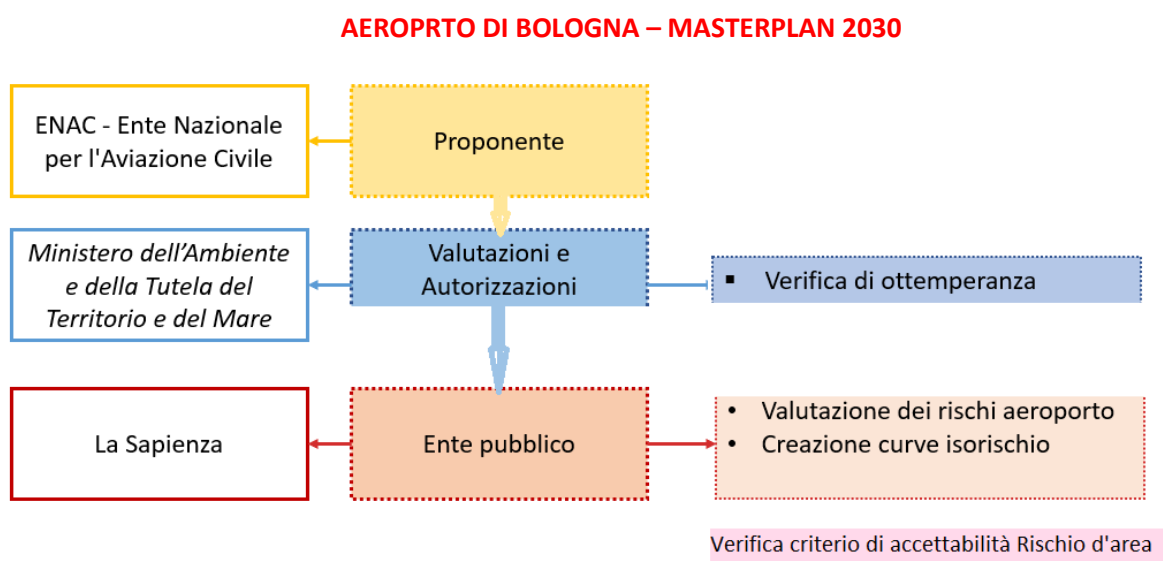 AEROPRTO DI BOLOGNA – MASTERPLAN 2030
ENAC - Ente Nazionale
per l'Aviazione Civile
Proponente
Ministero dell’Ambiente
e della Tutela del
Territorio e del Mare
Valutazioni e
Autorizzazioni
▪ Verifica di ottemperanza
La Sapienza
Ente pubblico
• Valutazione dei rischi aeroporto
• Creazione curve isorischio
Verifica criterio di accettabilità Rischio d'area